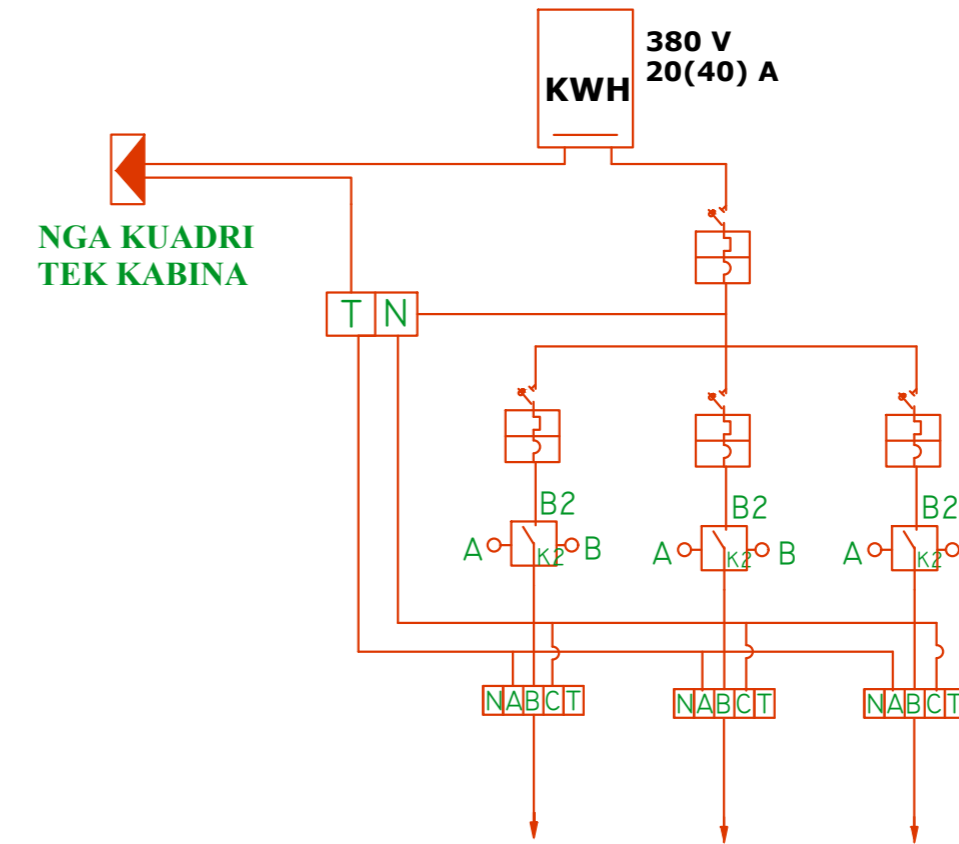 380 V
20(40) A
KWH
NGA KUADRI
TEK KABINA
T N
B2 B2 B2
A K2 B A K2 B A K2
N A B C T N A B C T N A B C T